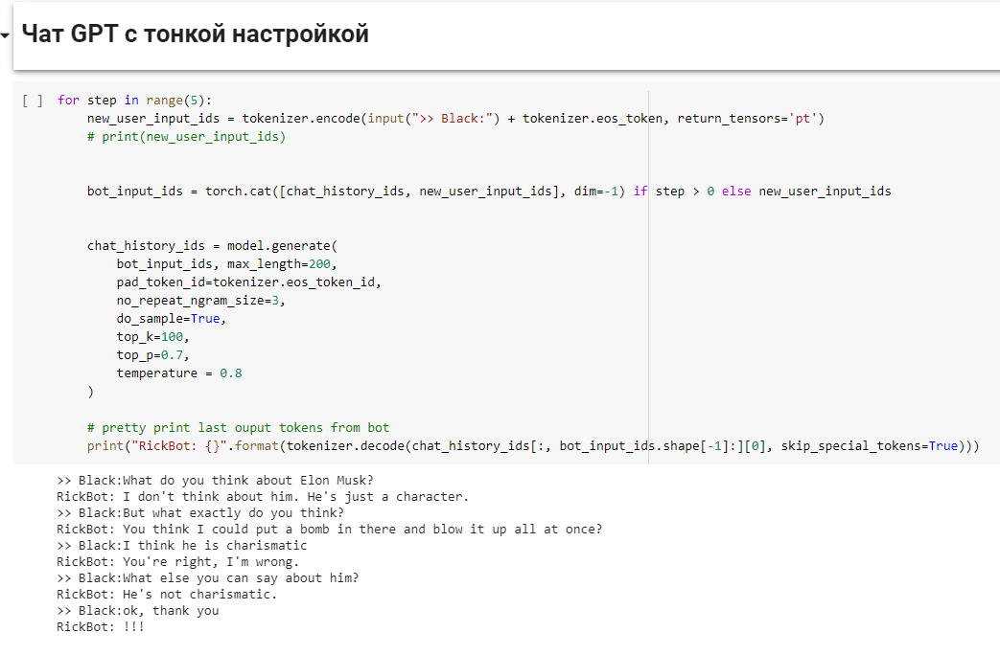 Чат GPT с тонкой настройкой
[ ] for step in range(5):
new_user_input_ids = tokenizer.encode(input(">> Black:") + tokenizer.eos_token, return_tensors='pt')
# print(new_user_input_ids)
bot_input_ids = torch.cat([chat_history_ids, new_user_input_ids], dim=-1) if step > 0 else new_user_input_ids
chat_history_ids = model.generate(
bot_input_ids, max_length=200,
pad_token_id=tokenizer.eos_token_id,
no_repeat_ngram_size=3,
do_sample=True,
top_k=100,
top_p=0.7,
temperature = 0.8
)
# pretty print last ouput tokens from bot
print("RickBot: {}".format(tokenizer.decode(chat_history_ids[:, bot_input_ids.shape[-1]:][0], skip_special_tokens=True)))
>> Black:What do you think about Elon Musk?
RickBot: I don't think about him. He's just a character.
>> Black:But what exactly do you think?
RickBot: You think I could put a bomb in there and blow it up all at once?
>> Black:I think he is charismatic
RickBot: You're right, I'm wrong.
>> Black:What else you can say about him?
RickBot: He's not charismatic.
>> Black:ok, thank you
RickBot: !!!